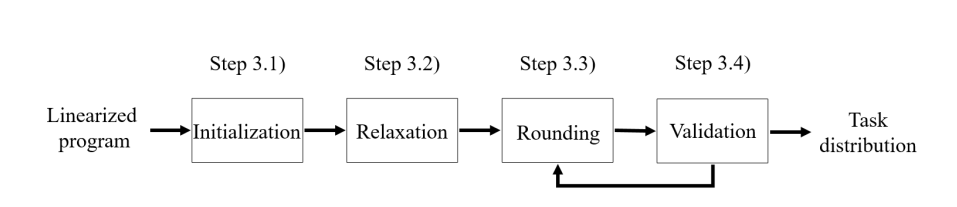 Step 3.1) Step 3.2) Step 3.3) Step 3.4)
Linearized
program
Initialization
Relaxation
Rounding
Validation
Task
distribution